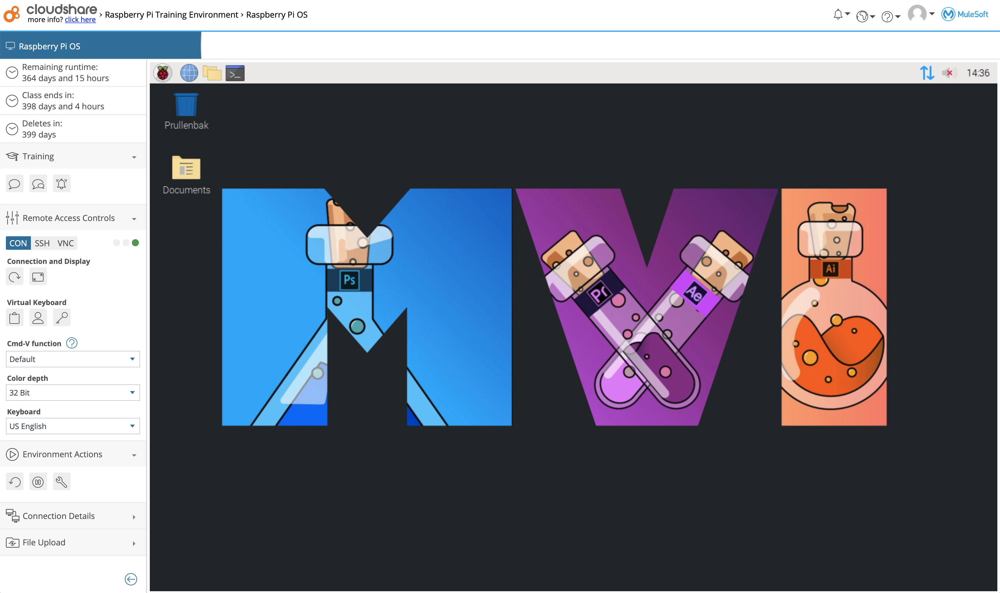 cloudshare
more info? click here
› Raspberry Pi Training Environment › Raspberry Pi OS
MuleSoft
Raspberry Pi OS
Remaining runtime:
364 days and 15 hours
Class ends in:
398 days and 4 hours
Deletes in:
399 days
Training
Remote Access Controls
CON SSH VNC
Connection and Display
Virtual Keyboard
Cmd-V function ?
Default
Color depth
32 Bit
Keyboard
US English
Environment Actions
Connection Details
File Upload
>_
14:36
Prullenbak
Documents
MVI
Ps
Pr
Ae
Ai